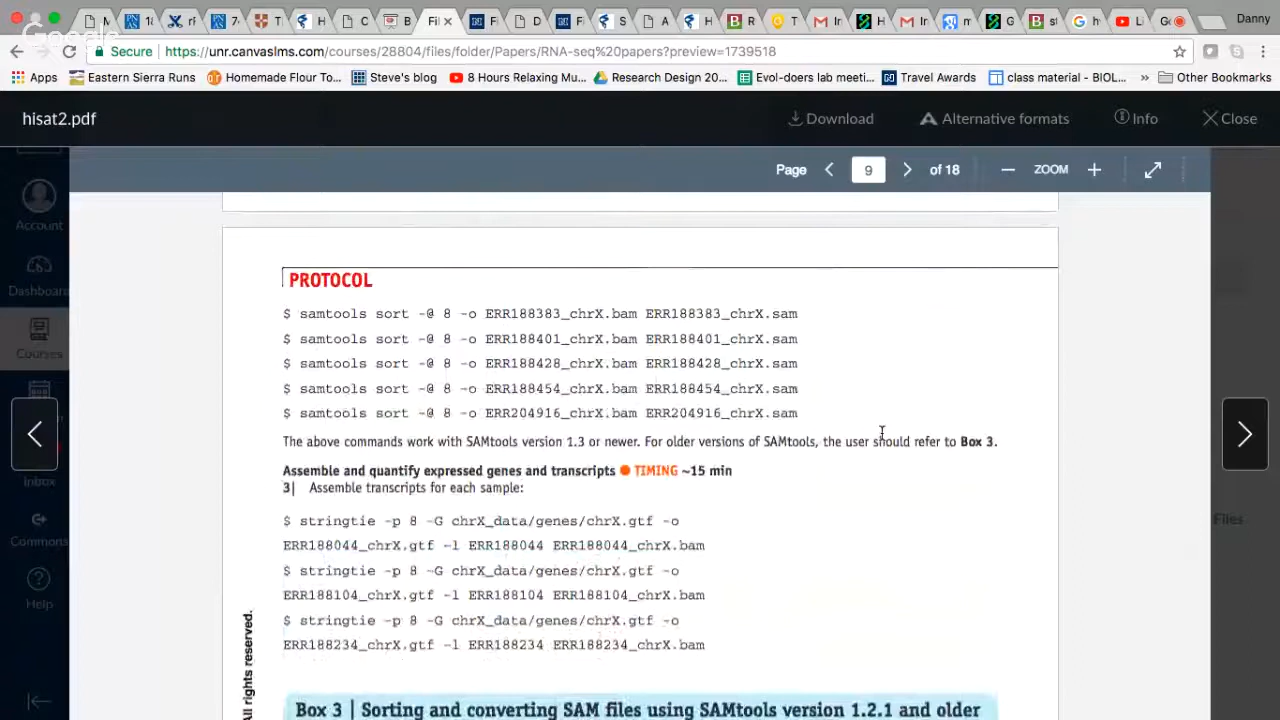 Danny
Secure https://unr.canvaslms.com/courses/28804/files/folder/Papers/RNA-seq%20papers?preview=1739518
Apps Eastern Sierra Runs Homemade Flour To... Steve's blog 8 Hours Relaxing Mu... Research Design 20... Evol-doers lab meeti... Travel Awards class material - BIOL... » Other Bookmarks
hisat2.pdf Download Alternative formats Info Close
Page 9 of 18 ZOOM
Account
Dashboard
Courses
Inbox
Commons
Help
Files
PROTOCOL
$ samtools sort -@ 8 -o ERR188383_chrX.bam ERR188383_chrX.sam
$ samtools sort -@ 8 -o ERR188401_chrX.bam ERR188401_chrX.sam
$ samtools sort -@ 8 -o ERR188428_chrX.bam ERR188428_chrX.sam
$ samtools sort -@ 8 -o ERR188454_chrX.bam ERR188454_chrX.sam
$ samtools sort -@ 8 -o ERR204916_chrX.bam ERR204916_chrX.sam
The above commands work with SAMtools version 1.3 or newer. For older versions of SAMtools, the user should refer to Box 3.
Assemble and quantify expressed genes and transcripts ● TIMING ~15 min
3| Assemble transcripts for each sample:
$ stringtie -p 8 -G chrX_data/genes/chrX.gtf -o
ERR188044_chrX.gtf -l ERR188044 ERR188044_chrX.bam
$ stringtie -p 8 -G chrX_data/genes/chrX.gtf -o
ERR188104_chrX.gtf -l ERR188104 ERR188104_chrX.bam
$ stringtie -p 8 -G chrX_data/genes/chrX.gtf -o
ERR188234_chrX.gtf -l ERR188234 ERR188234_chrX.bam
All rights reserved.
Box 3 | Sorting and converting SAM files using SAMtools version 1.2.1 and older